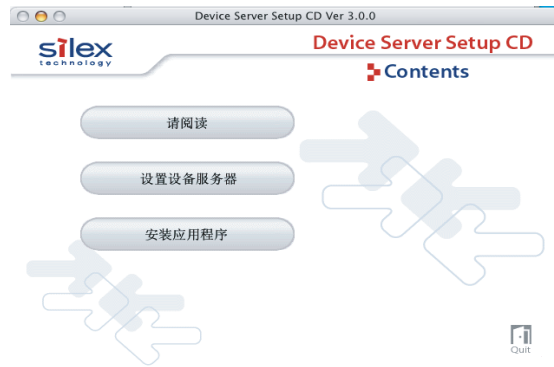 Device Server Setup CD Ver 3.0.0
silex
technology
Device Server Setup CD
Contents
请阅读
设置设备服务器
安装应用程序
Quit